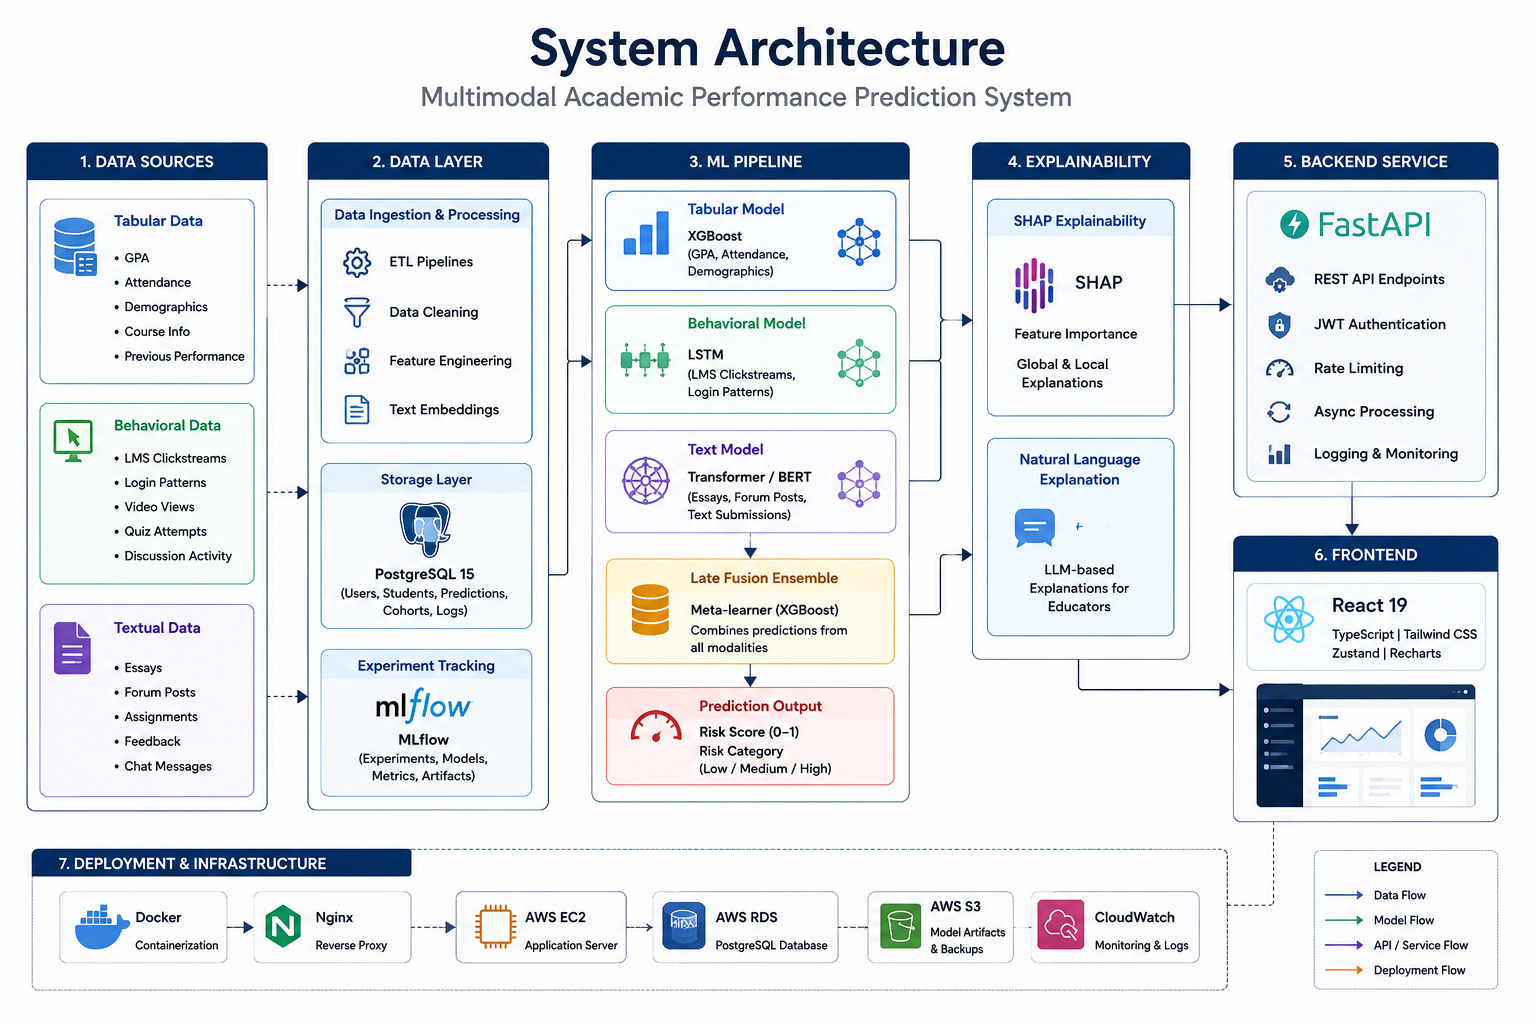 System Architecture
Multimodal Academic Performance Prediction System
1. DATA SOURCES
Tabular Data
• GPA
• Attendance
• Demographics
• Course Info
• Previous Performance
Behavioral Data
• LMS Clickstreams
• Login Patterns
• Video Views
• Quiz Attempts
• Discussion Activity
Textual Data
• Essays
• Forum Posts
• Assignments
• Feedback
• Chat Messages
2. DATA LAYER
Data Ingestion & Processing
ETL Pipelines
Data Cleaning
Feature Engineering
Text Embeddings
Storage Layer
PostgreSQL 15
(Users, Students, Predictions,
Cohorts, Logs)
Experiment Tracking
mlflow
MLflow
(Experiments, Models,
Metrics, Artifacts)
3. ML PIPELINE
Tabular Model
XGBoost
(GPA, Attendance,
Demographics)
Behavioral Model
LSTM
(LMS Clickstreams,
Login Patterns)
Text Model
Transformer / BERT
(Essays, Forum Posts,
Text Submissions)
Late Fusion Ensemble
Meta-learner (XGBoost)
Combines predictions from
all modalities
Prediction Output
Risk Score (0–1)
Risk Category
(Low / Medium / High)
4. EXPLAINABILITY
SHAP Explainability
SHAP
Feature Importance
Global & Local
Explanations
Natural Language
Explanation
LLM-based
Explanations for
Educators
5. BACKEND SERVICE
FastAPI
REST API Endpoints
JWT Authentication
Rate Limiting
Async Processing
Logging & Monitoring
6. FRONTEND
React 19
TypeScript | Tailwind CSS
Zustand | Recharts
7. DEPLOYMENT & INFRASTRUCTURE
Docker
Containerization
Nginx
Reverse Proxy
AWS EC2
Application Server
AWS RDS
PostgreSQL Database
AWS S3
Model Artifacts
& Backups
CloudWatch
Monitoring & Logs
LEGEND
Data Flow
Model Flow
API / Service Flow
Deployment Flow